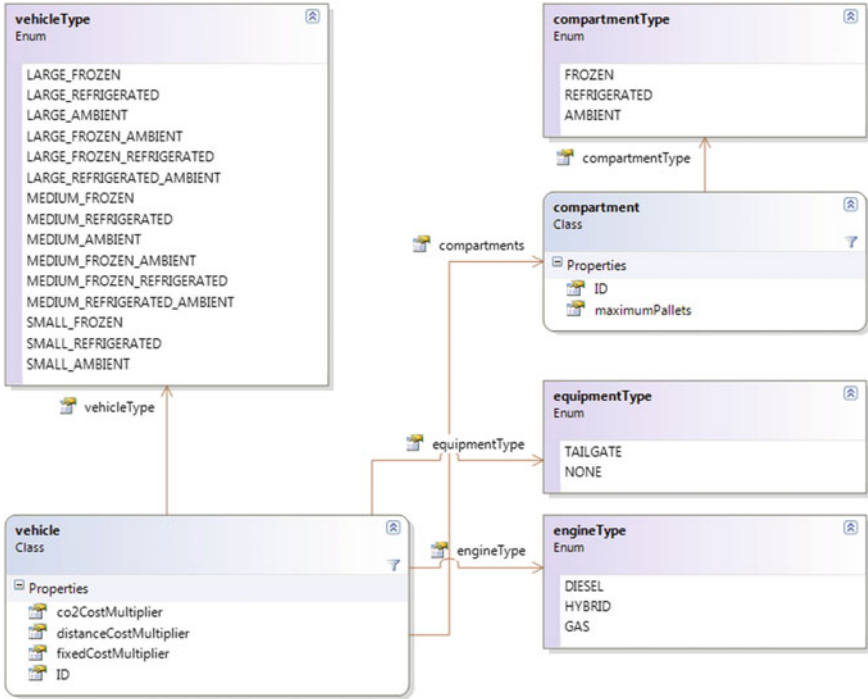 vehicleType
Enum
LARGE_FROZEN
LARGE_REFRIGERATED
LARGE_AMBIENT
LARGE_FROZEN_AMBIENT
LARGE_FROZEN_REFRIGERATED
LARGE_REFRIGERATED_AMBIENT
MEDIUM_FROZEN
MEDIUM_REFRIGERATED
MEDIUM_AMBIENT
MEDIUM_FROZEN_AMBIENT
MEDIUM_FROZEN_REFRIGERATED
MEDIUM_REFRIGERATED_AMBIENT
SMALL_FROZEN
SMALL_REFRIGERATED
SMALL_AMBIENT
vehicleType
vehicle
Class
Properties
co2CostMultiplier
distanceCostMultiplier
fixedCostMultiplier
ID
compartmentType
Enum
FROZEN
REFRIGERATED
AMBIENT
compartmentType
compartments
compartment
Class
Properties
ID
maximumPallets
equipmentType
equipmentType
Enum
TAILGATE
NONE
engineType
engineType
Enum
DIESEL
HYBRID
GAS